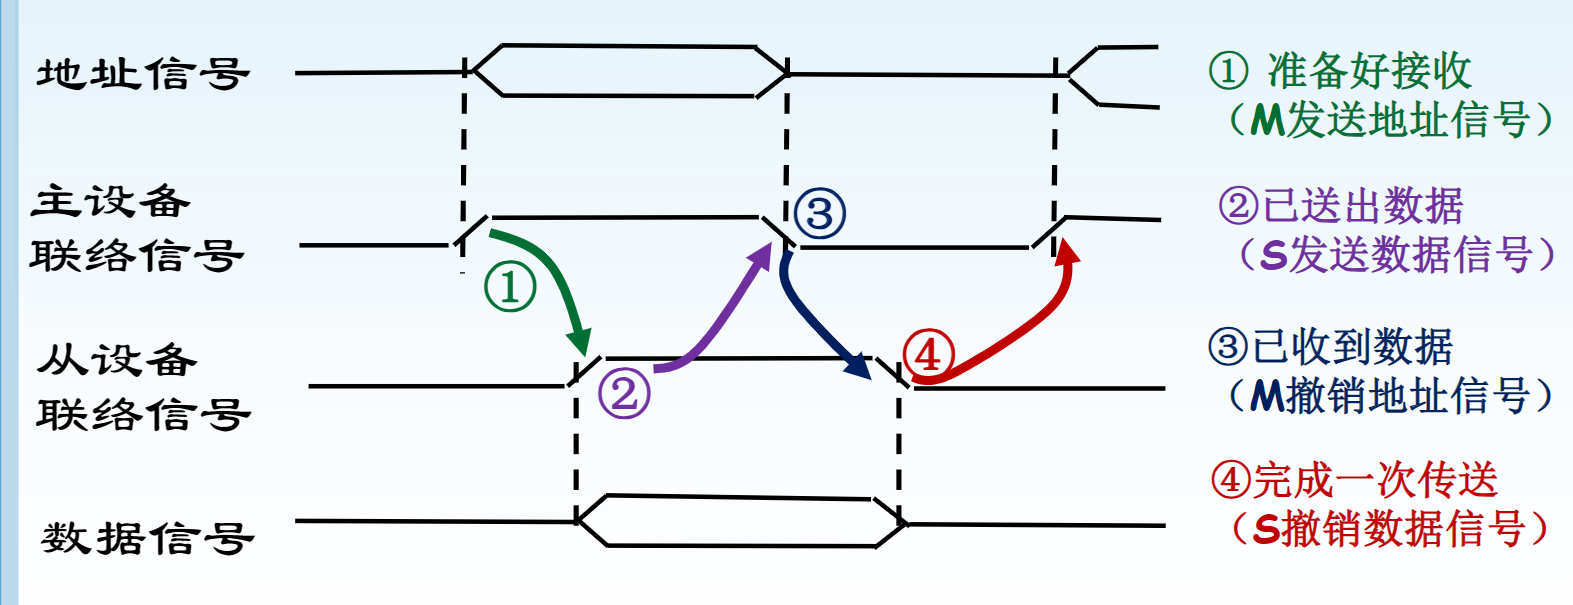 地址信号
① 准备好接收
（M发送地址信号）
主设备
联络信号
③
②已送出数据
（S发送数据信号）
①
从设备
联络信号
②
④
③已收到数据
（M撤销地址信号）
数据信号
④完成一次传送
（S撤销数据信号）